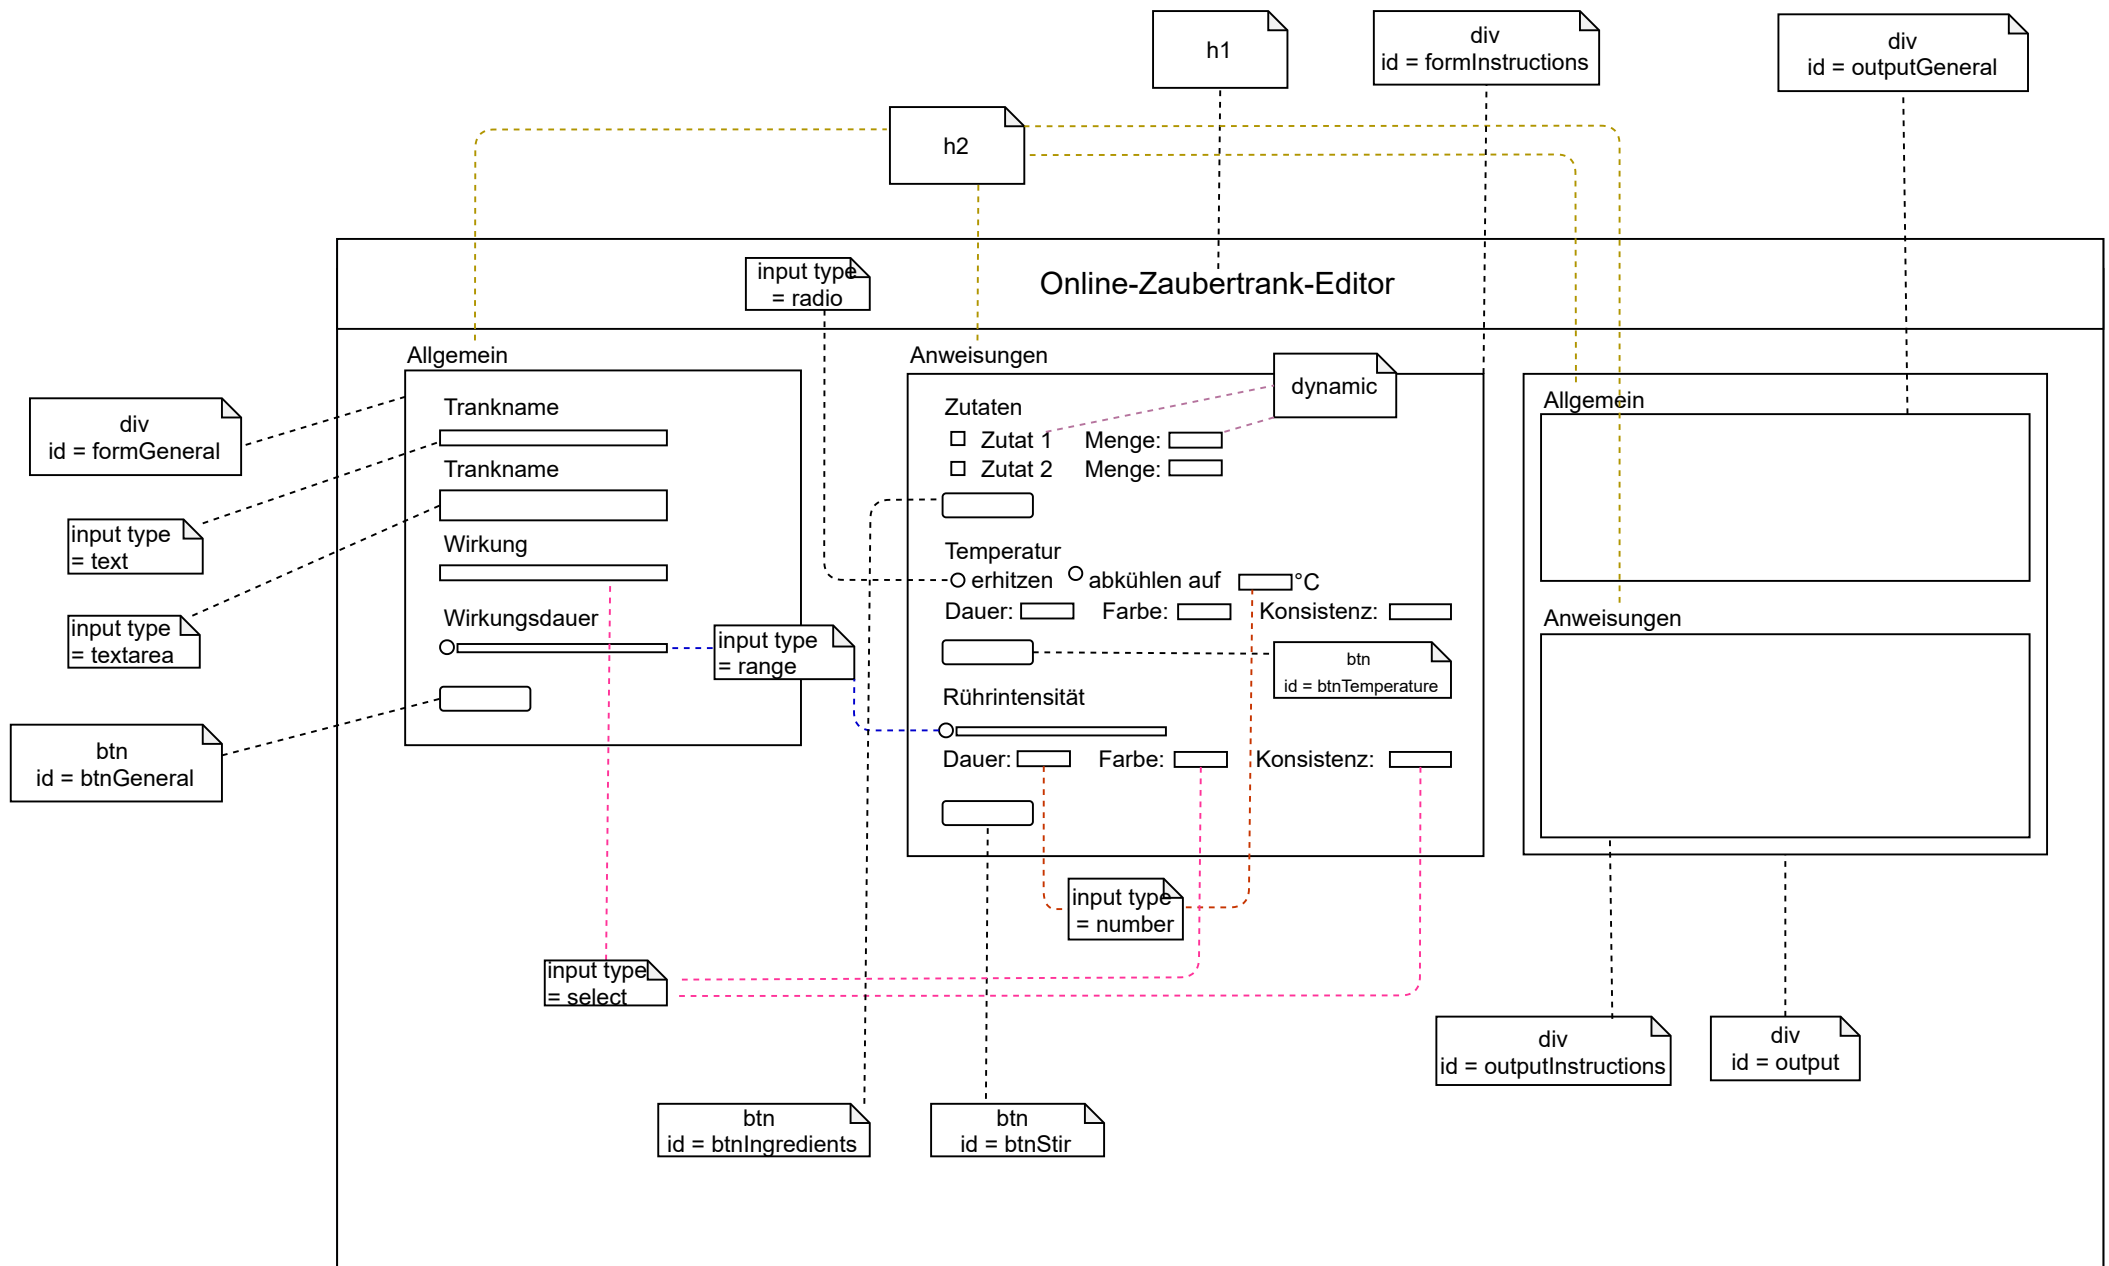 h1
div
id = formInstructions
div
id = outputGeneral
h2
input type
= radio
Online-Zaubertrank-Editor
Allgemein
Anweisungen
dynamic
div
id = formGeneral
Trankname
Zutaten
Allgemein
Zutat 1 Menge:
Trankname
Zutat 2 Menge:
input type
= text
Wirkung
Temperatur
erhitzen abkühlen auf °C
Dauer: Farbe: Konsistenz:
Wirkungsdauer
Anweisungen
input type
= textarea
input type
= range
btn
id = btnTemperature
Rührintensität
btn
id = btnGeneral
Dauer: Farbe: Konsistenz:
input type
= number
input type
= select
div
id = outputInstructions
div
id = output
btn
id = btnIngredients
btn
id = btnStir